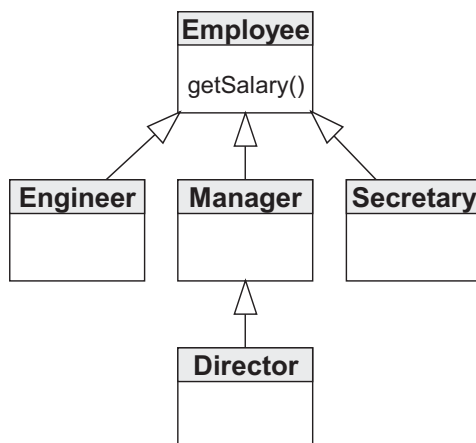 Employee
getSalary()
Engineer
Manager
Secretary
Director